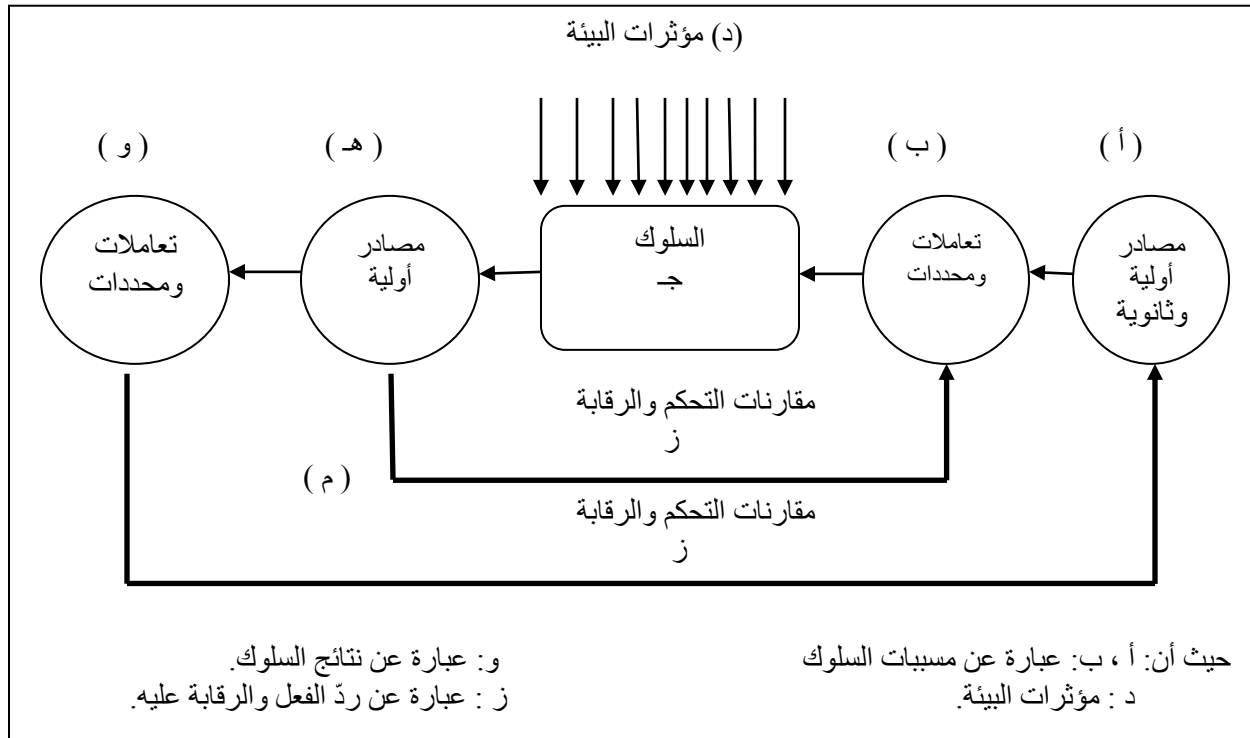 (د) مؤثرات البيئة
( أ )
( ب )
( هـ )
( و )
مصادر
أولية
وثانوية
تعاملات
ومحددات
السلوك
جـ
مصادر
أولية
تعاملات
ومحددات
مقارنات التحكم والرقابة
ز
( م )
مقارنات التحكم والرقابة
ز
حيث أن: أ ، ب: عبارة عن مسببات السلوك
د : مؤثرات البيئة.
و: عبارة عن نتائج السلوك.
ز : عبارة عن ردّ الفعل والرقابة عليه.